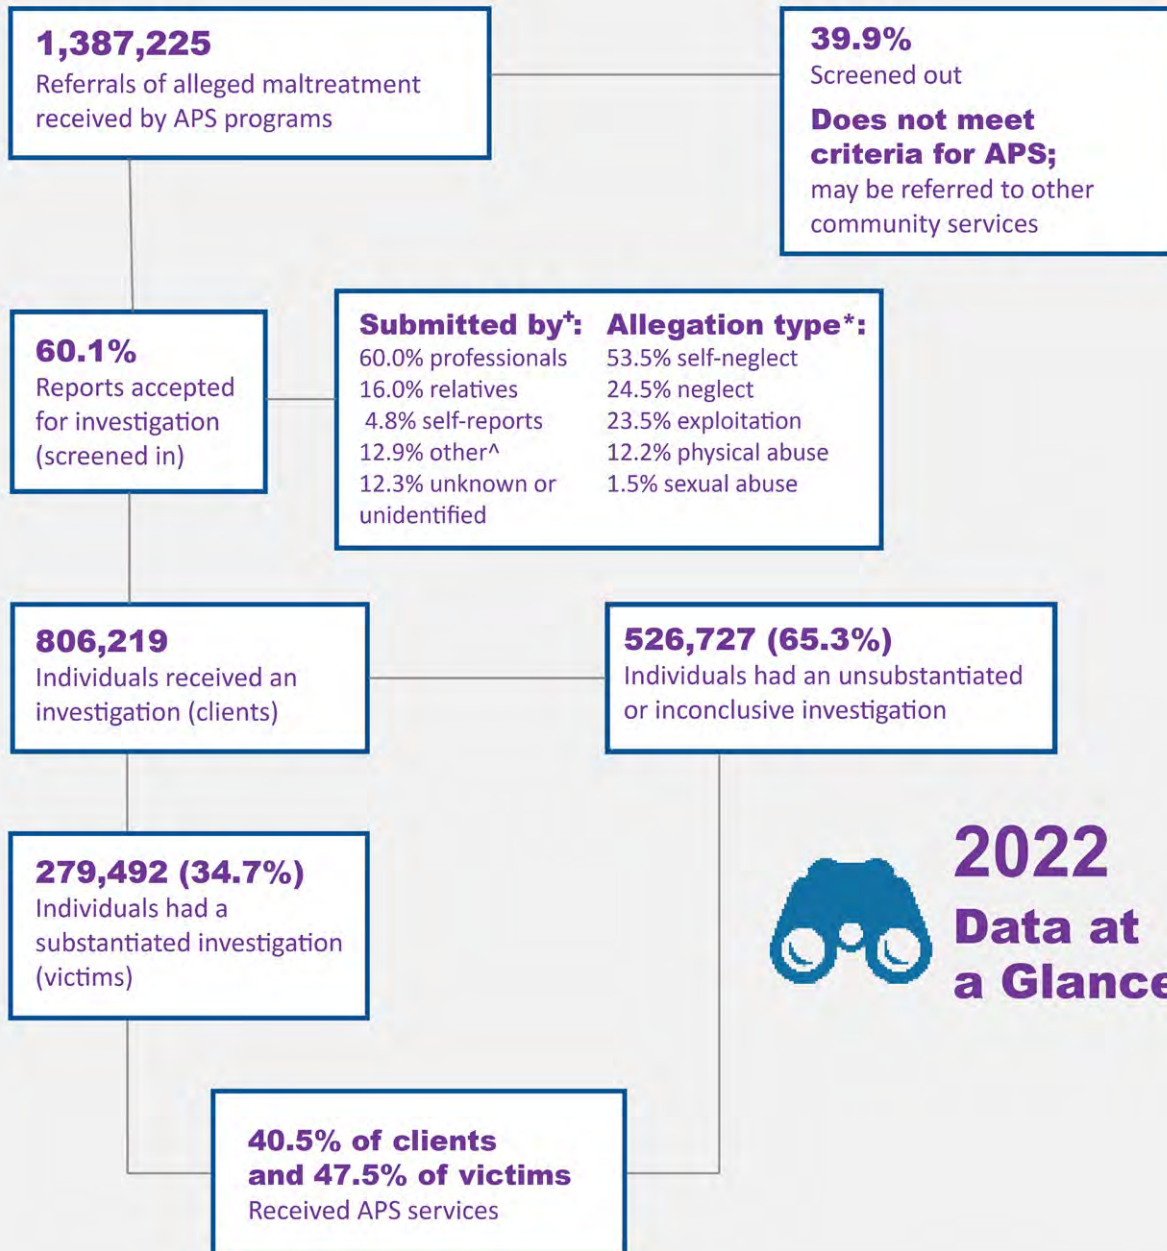 1,387,225
Referrals of alleged maltreatment
received by APS programs
39.9%
Screened out
Does not meet
criteria for APS;
may be referred to other
community services
60.1%
Reports accepted
for investigation
(screened in)
Submitted by⁺:
60.0% professionals
16.0% relatives
4.8% self-reports
12.9% other^
12.3% unknown or
unidentified
Allegation type*:
53.5% self-neglect
24.5% neglect
23.5% exploitation
12.2% physical abuse
1.5% sexual abuse
806,219
Individuals received an
investigation (clients)
526,727 (65.3%)
Individuals had an unsubstantiated
or inconclusive investigation
279,492 (34.7%)
Individuals had a
substantiated investigation
(victims)
2022
Data at
a Glance
40.5% of clients
and 47.5% of victims
Received APS services